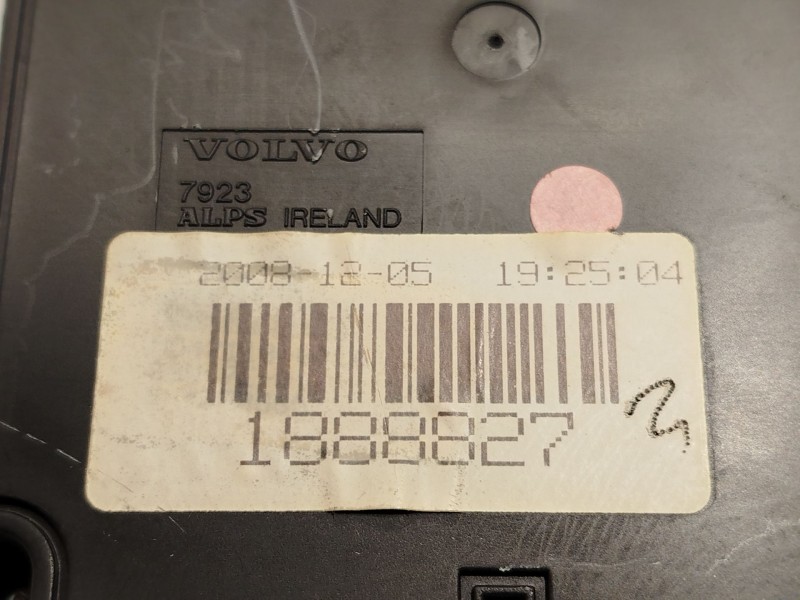 VOLVO
7923
ALPS IRELAND
2008-12-05 19:25:04
1888827